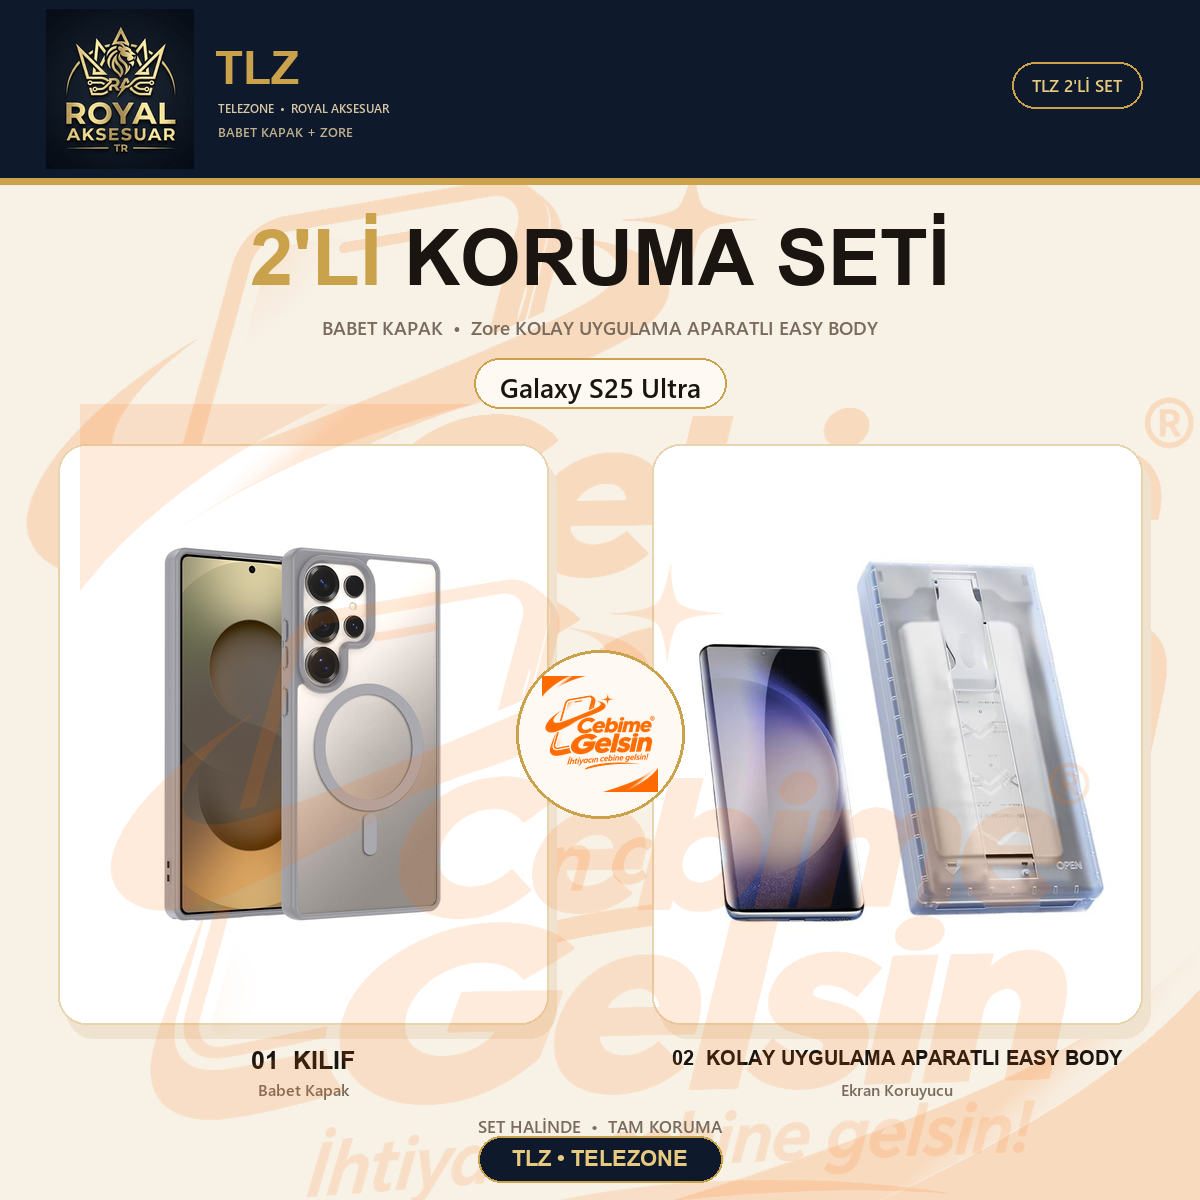 ROYAL
AKSESUAR
TR
TLZ
TELEZONE • ROYAL AKSESUAR
BABET KAPAK + ZORE
TLZ 2'Lİ SET
2'Lİ KORUMA SETİ
BABET KAPAK • Zore KOLAY UYGULAMA APARATLI EASY BODY
Galaxy S25 Ultra
Cebime®
Gelsin
İhtiyacın cebine gelsin!
OPEN
Cebime®
Gelsin
01 KILIF
Babet Kapak
02 KOLAY UYGULAMA APARATLI EASY BODY
Ekran Koruyucu
SET HALİNDE • TAM KORUMA
TLZ • TELEZONE